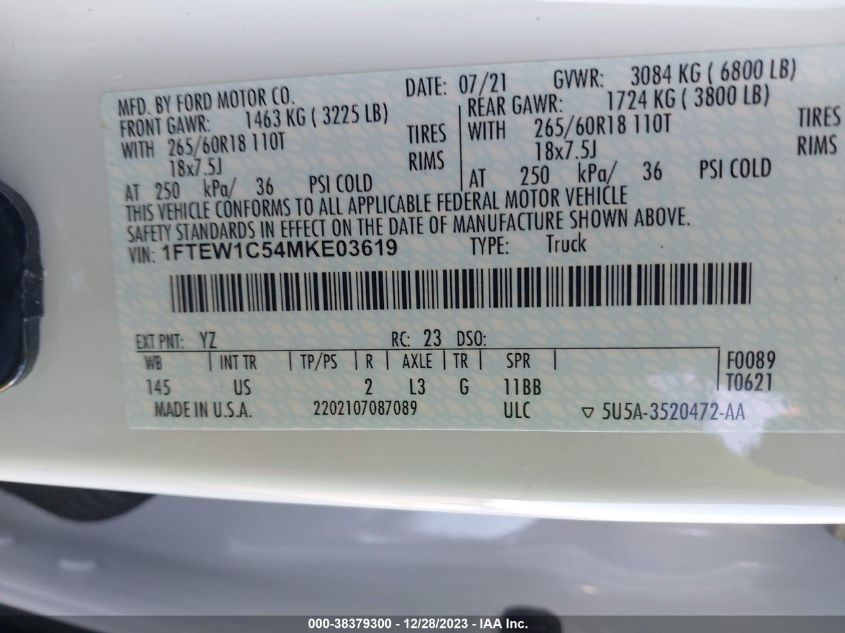 MFD. BY FORD MOTOR CO. DATE: 07/21 GVWR: 3084 KG ( 6800 LB)
FRONT GAWR: 1463 KG ( 3225 LB) REAR GAWR: 1724 KG ( 3800 LB)
WITH 265/60R18 110T TIRES WITH 265/60R18 110T TIRES
18x7.5J RIMS 18x7.5J RIMS
AT 250 kPa/ 36 PSI COLD AT 250 kPa/ 36 PSI COLD
THIS VEHICLE CONFORMS TO ALL APPLICABLE FEDERAL MOTOR VEHICLE
SAFETY STANDARDS IN EFFECT ON THE DATE OF MANUFACTURE SHOWN ABOVE.
VIN: 1FTEW1C54MKE03619 TYPE: Truck
EXT PNT: YZ RC: 23 DSO:
WB INT TR TP/PS R AXLE TR SPR F0089
145 US 2 L3 G 11BB T0621
MADE IN U.S.A. 2202107087089 ULC ▽ 5U5A-3520472-AA
000-38379300 - 12/28/2023 - IAA Inc.